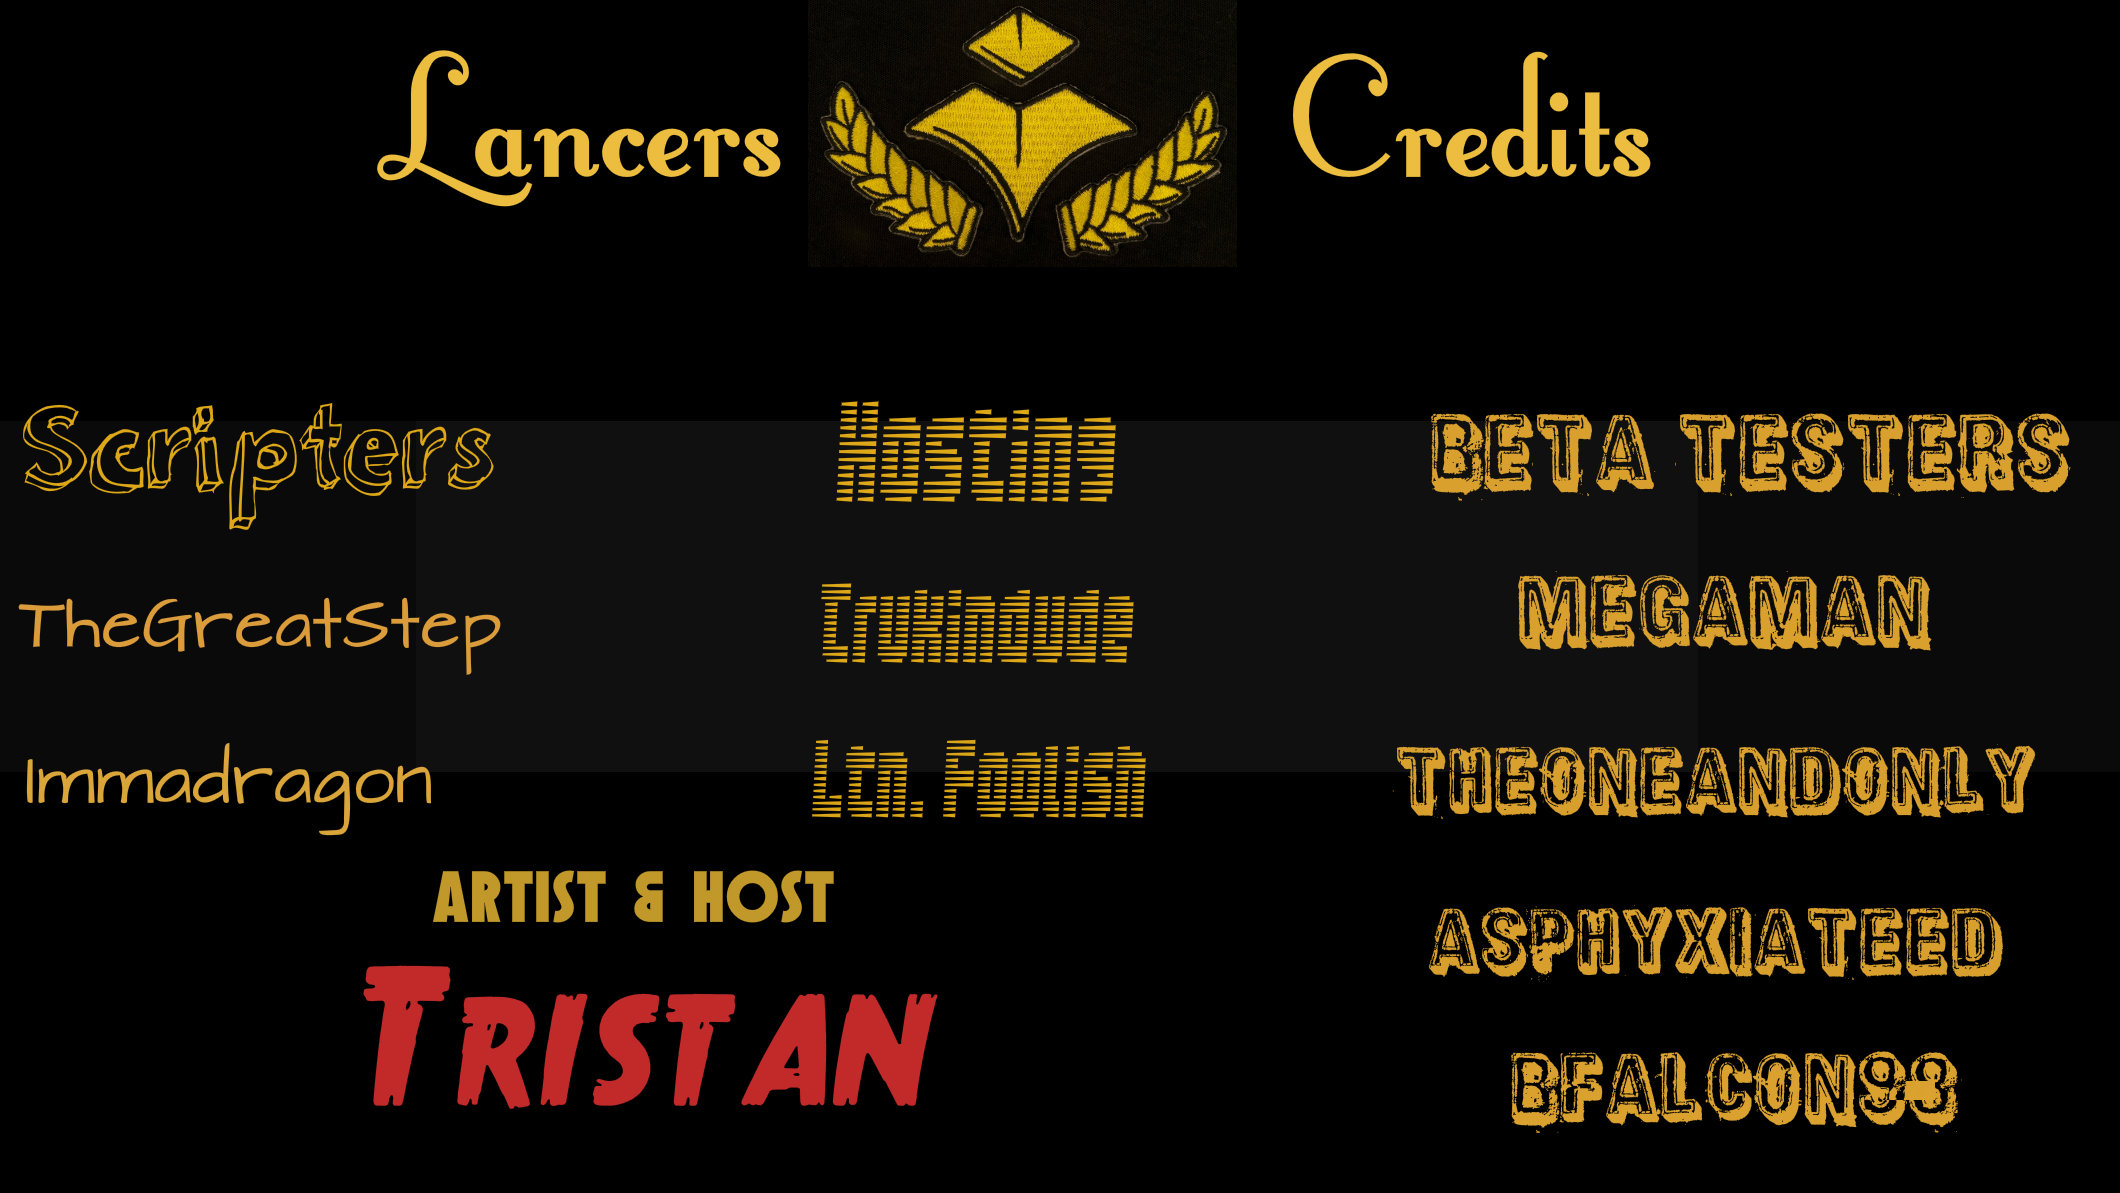 Lancers Credits
Scripters
TheGreatStep
Immadragon
Hosting
Crukindude
Ltn. Foolish
BETA TESTERS
MEGAMAN
THEONEANDONLY
ASPHYXIATEED
BFALCON93
ARTIST & HOST
TRISTAN